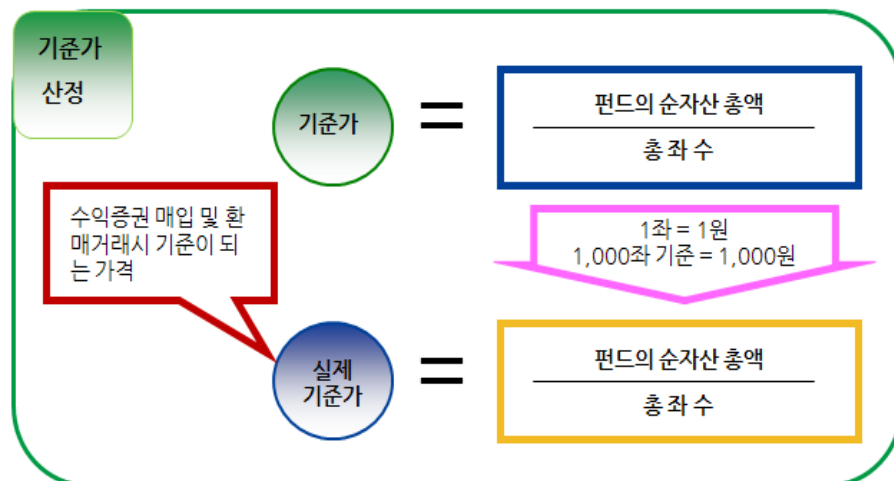 기준가
산정
기준가
=
펀드의 순자산 총액
총 좌 수
수익증권 매입 및 환
매거래시 기준이 되
는 가격
1좌 = 1원
1,000좌 기준 = 1,000원
실제
기준가
=
펀드의 순자산 총액
총 좌 수